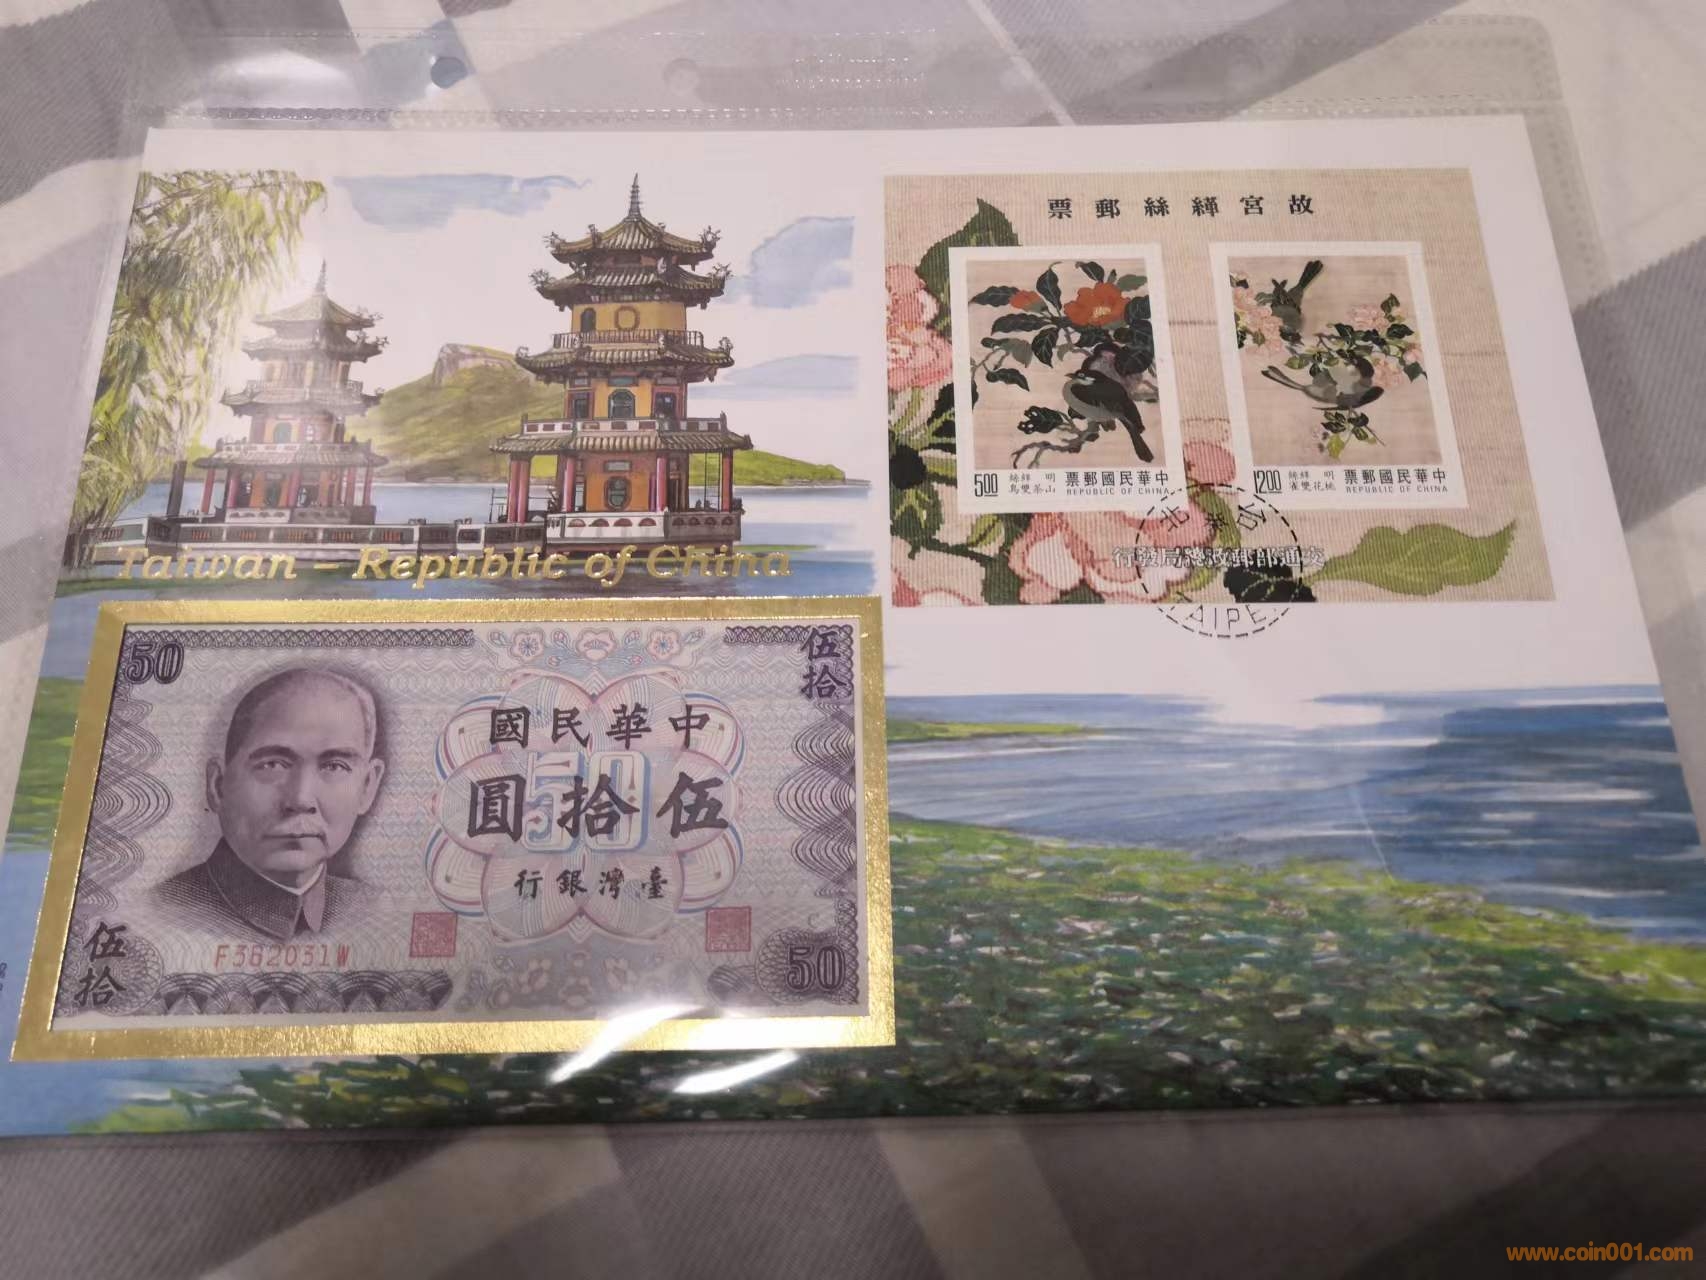 Taiwan – Republic of China
故宮緙絲郵票
中華民國郵票
REPUBLIC OF CHINA
明 緙絲
山茶雙鳥
5.00
中華民國郵票
REPUBLIC OF CHINA
明 緙絲
桃花雙雀
12.00
交通部郵政總局發行
TAIPE
50
伍拾
中華民國
50
伍拾圓
臺灣銀行
伍拾
50
www.coin001.com